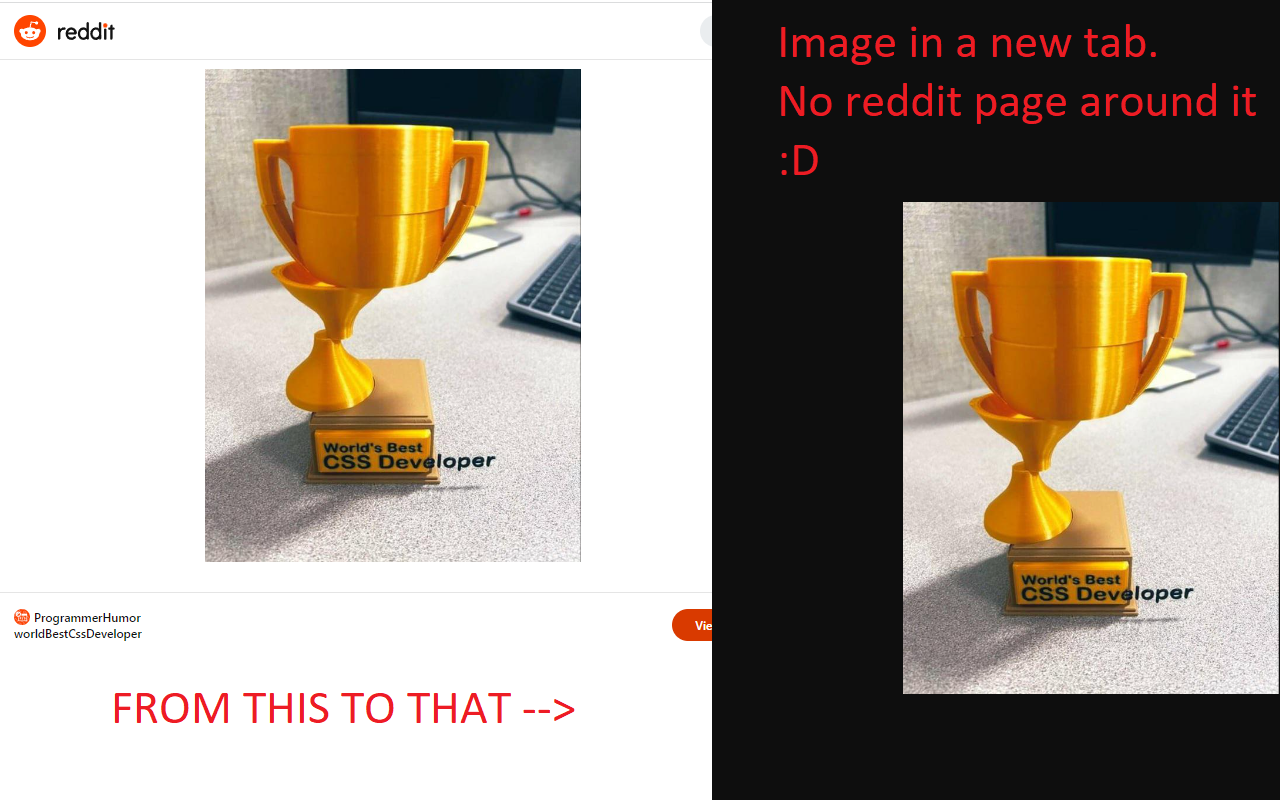 reddit
World's Best
CSS Developer
ProgrammerHumor
worldBestCssDeveloper
Vie
FROM THIS TO THAT -->
Image in a new tab.
No reddit page around it
:D
World's Best
CSS Developer